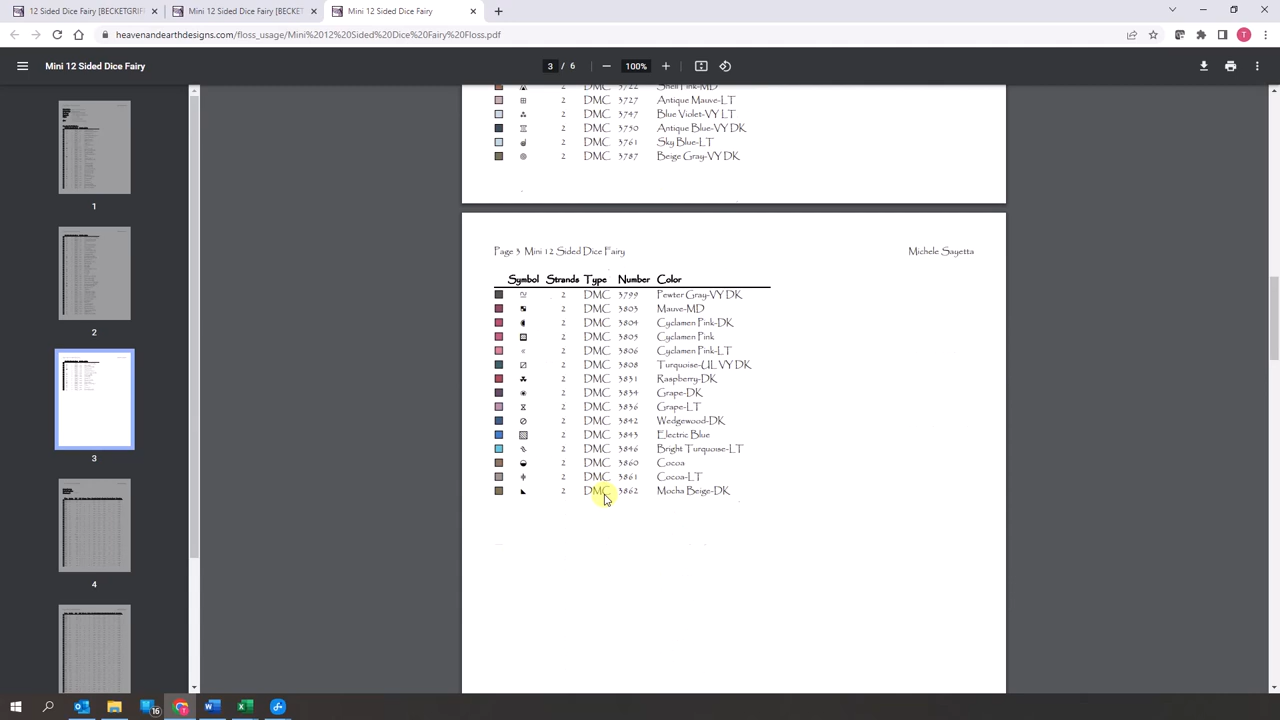 12 Sided Dice Fairy [BECKETGRIF
Mini 12 Sided Dice Fairy [BECKET
Mini 12 Sided Dice Fairy
heavenandearthdesigns.com/floss_usage/Mini%2012%20Sided%20Dice%20Fairy%20Floss.pdf
Mini 12 Sided Dice Fairy
3 / 6
100%
3722 Shell Pink-MD
2 DMC 3727 Antique Mauve-LT
2 DMC 3747 Blue Violet-VY LT
2 DMC 3750 Antique Blue-VY DK
2 DMC 3761 Sky Blue-LT
2 DMC 3787 Beige Gray-VY DK
Page 3 Mini 12 Sided Dice Fairy
Michele Sayetta
Symbol Strands Type Number Color
2 DMC 3799 Pewter Gray-VY DK
2 DMC 3803 Mauve-MD
2 DMC 3804 Cyclamen Pink-DK
2 DMC 3805 Cyclamen Pink
2 DMC 3806 Cyclamen Pink-LT
2 DMC 3808 Turquoise-UL VY DK
2 DMC 3831 Raspberry-DK
2 DMC 3834 Grape-DK
2 DMC 3836 Grape-LT
2 DMC 3842 Wedgewood-DK
2 DMC 3843 Electric Blue
2 DMC 3846 Bright Turquoise-LT
2 DMC 3860 Cocoa
2 DMC 3861 Cocoa-LT
2 DMC 3862 Mocha Beige-DK
1
2
3
4
T
16